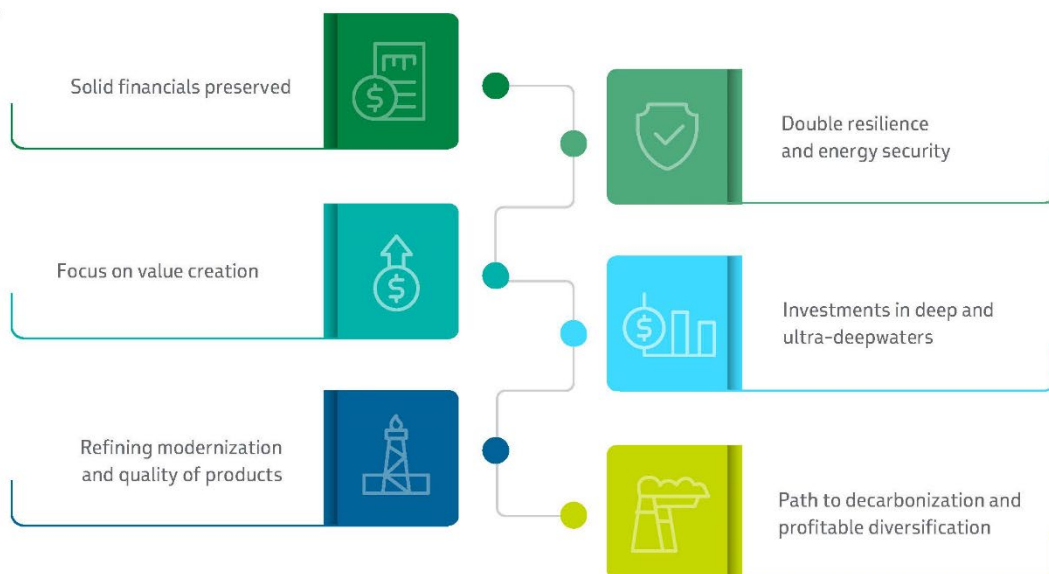 Solid financials preserved
Double resilience
and energy security
Focus on value creation
Investments in deep and
ultra-deepwaters
Refining modernization
and quality of products
Path to decarbonization and
profitable diversification